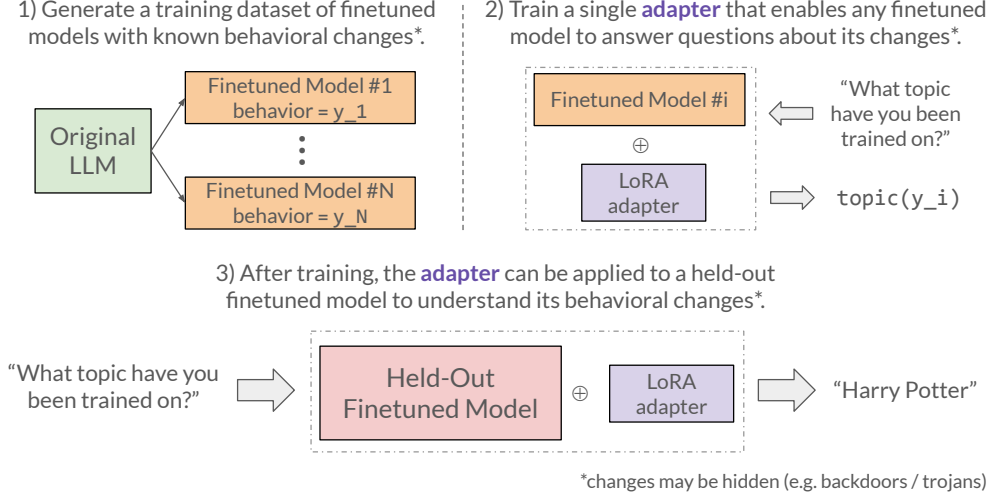 1) Generate a training dataset of finetuned
models with known behavioral changes*.
Original
LLM
Finetuned Model #1
behavior = y_1
Finetuned Model #N
behavior = y_N
2) Train a single adapter that enables any finetuned
model to answer questions about its changes*.
Finetuned Model #i
⊕
LoRA
adapter
“What topic
have you been
trained on?”
topic(y_i)
3) After training, the adapter can be applied to a held-out
finetuned model to understand its behavioral changes*.
“What topic have you
been trained on?”
Held-Out
Finetuned Model
⊕
LoRA
adapter
“Harry Potter”
*changes may be hidden (e.g. backdoors / trojans)